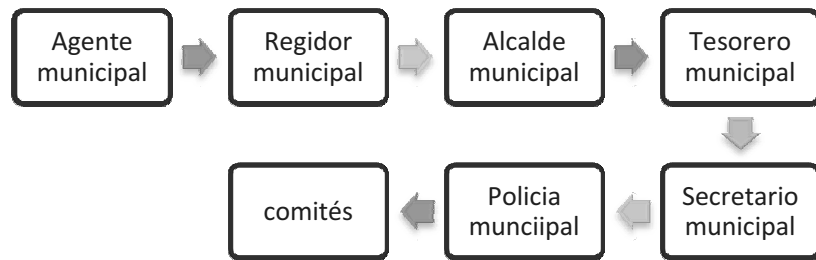 Agente
municipal
Regidor
municipal
Alcalde
municipal
Tesorero
municipal
Secretario
municipal
Policia
munciipal
comités